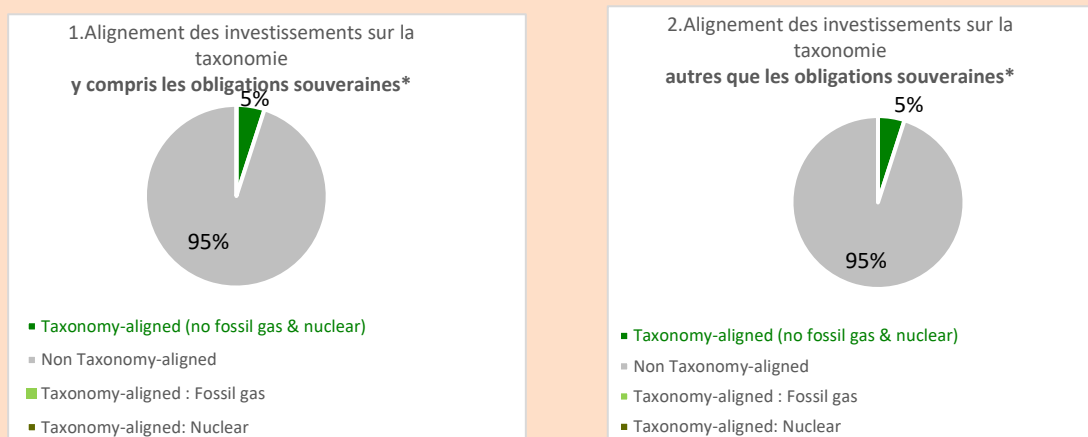 1.Alignement des investissements sur la
taxonomie
y compris les obligations souveraines*
5%
95%
Taxonomy-aligned (no fossil gas & nuclear)
Non Taxonomy-aligned
Taxonomy-aligned : Fossil gas
Taxonomy-aligned: Nuclear
2.Alignement des investissements sur la
taxonomie
autres que les obligations souveraines*
5%
95%
Taxonomy-aligned (no fossil gas & nuclear)
Non Taxonomy-aligned
Taxonomy-aligned : Fossil gas
Taxonomy-aligned: Nuclear